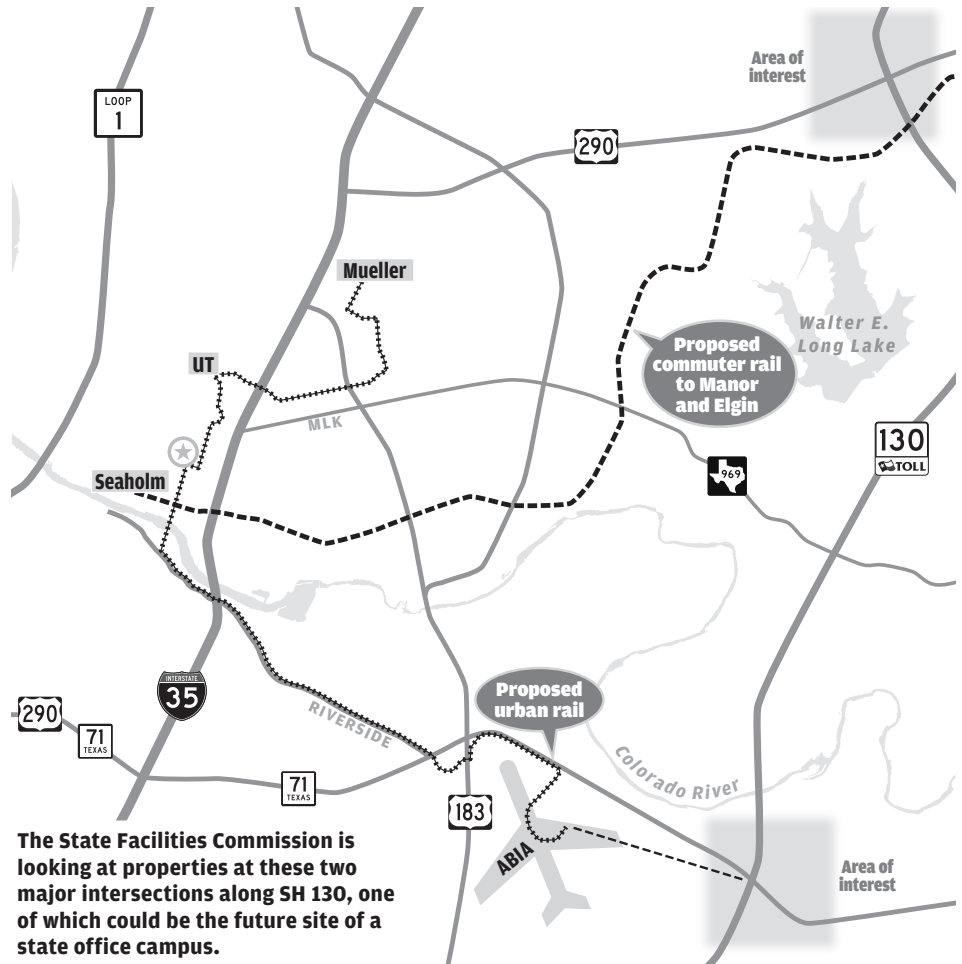 Area of
interest
LOOP
1
290
Mueller
Walter E.
Long Lake
Proposed
commuter rail
to Manor
and Elgin
UT
MLK
130
TOLL
969
Seaholm
INTERSTATE
35
Proposed
urban rail
290
71
TEXAS
RIVERSIDE
Colorado River
71
TEXAS
183
ABIA
Area of
interest
The State Facilities Commission is
looking at properties at these two
major intersections along SH 130, one
of which could be the future site of a
state office campus.